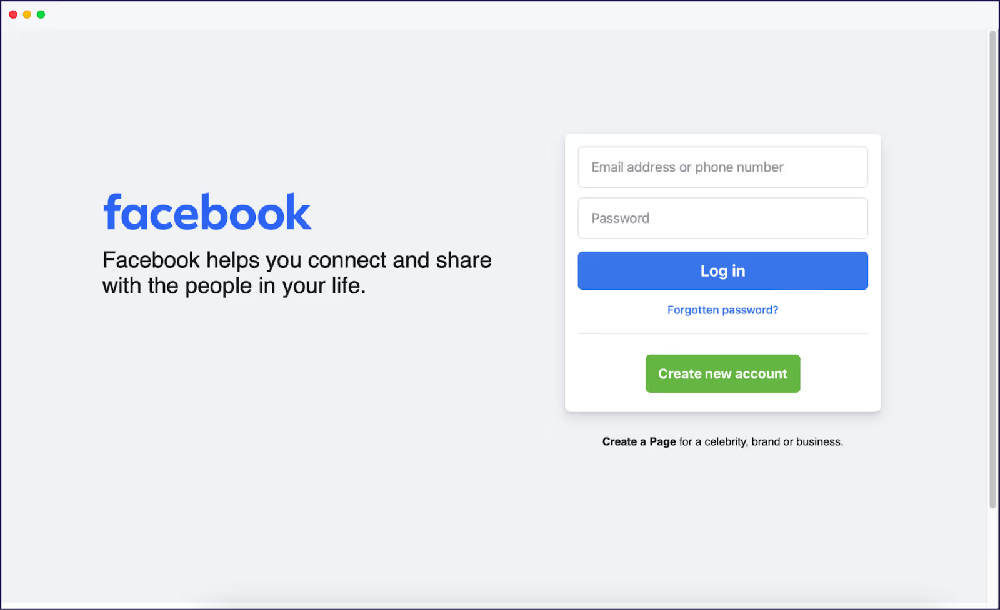 facebook
Facebook helps you connect and share
with the people in your life.
Email address or phone number
Password
Log in
Forgotten password?
Create new account
Create a Page for a celebrity, brand or business.